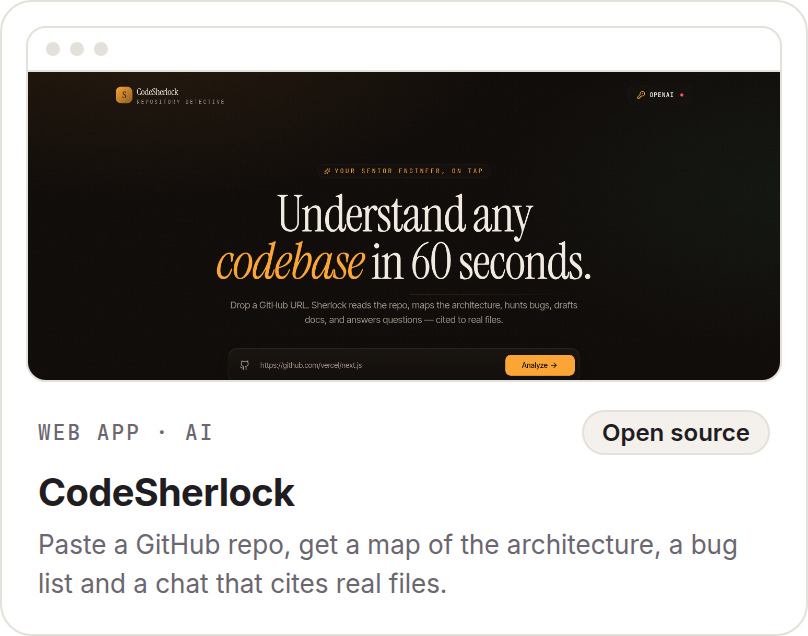 S
CodeSherlock
REPOSITORY DETECTIVE
OPENAI
YOUR SENIOR ENGINEER, ON TAP
Understand any
codebase in 60 seconds.
Drop a GitHub URL. Sherlock reads the repo, maps the architecture, hunts bugs, drafts
docs, and answers questions — cited to real files.
https://github.com/vercel/next.js
Analyze →
WEB APP · AI
Open source
CodeSherlock
Paste a GitHub repo, get a map of the architecture, a bug
list and a chat that cites real files.